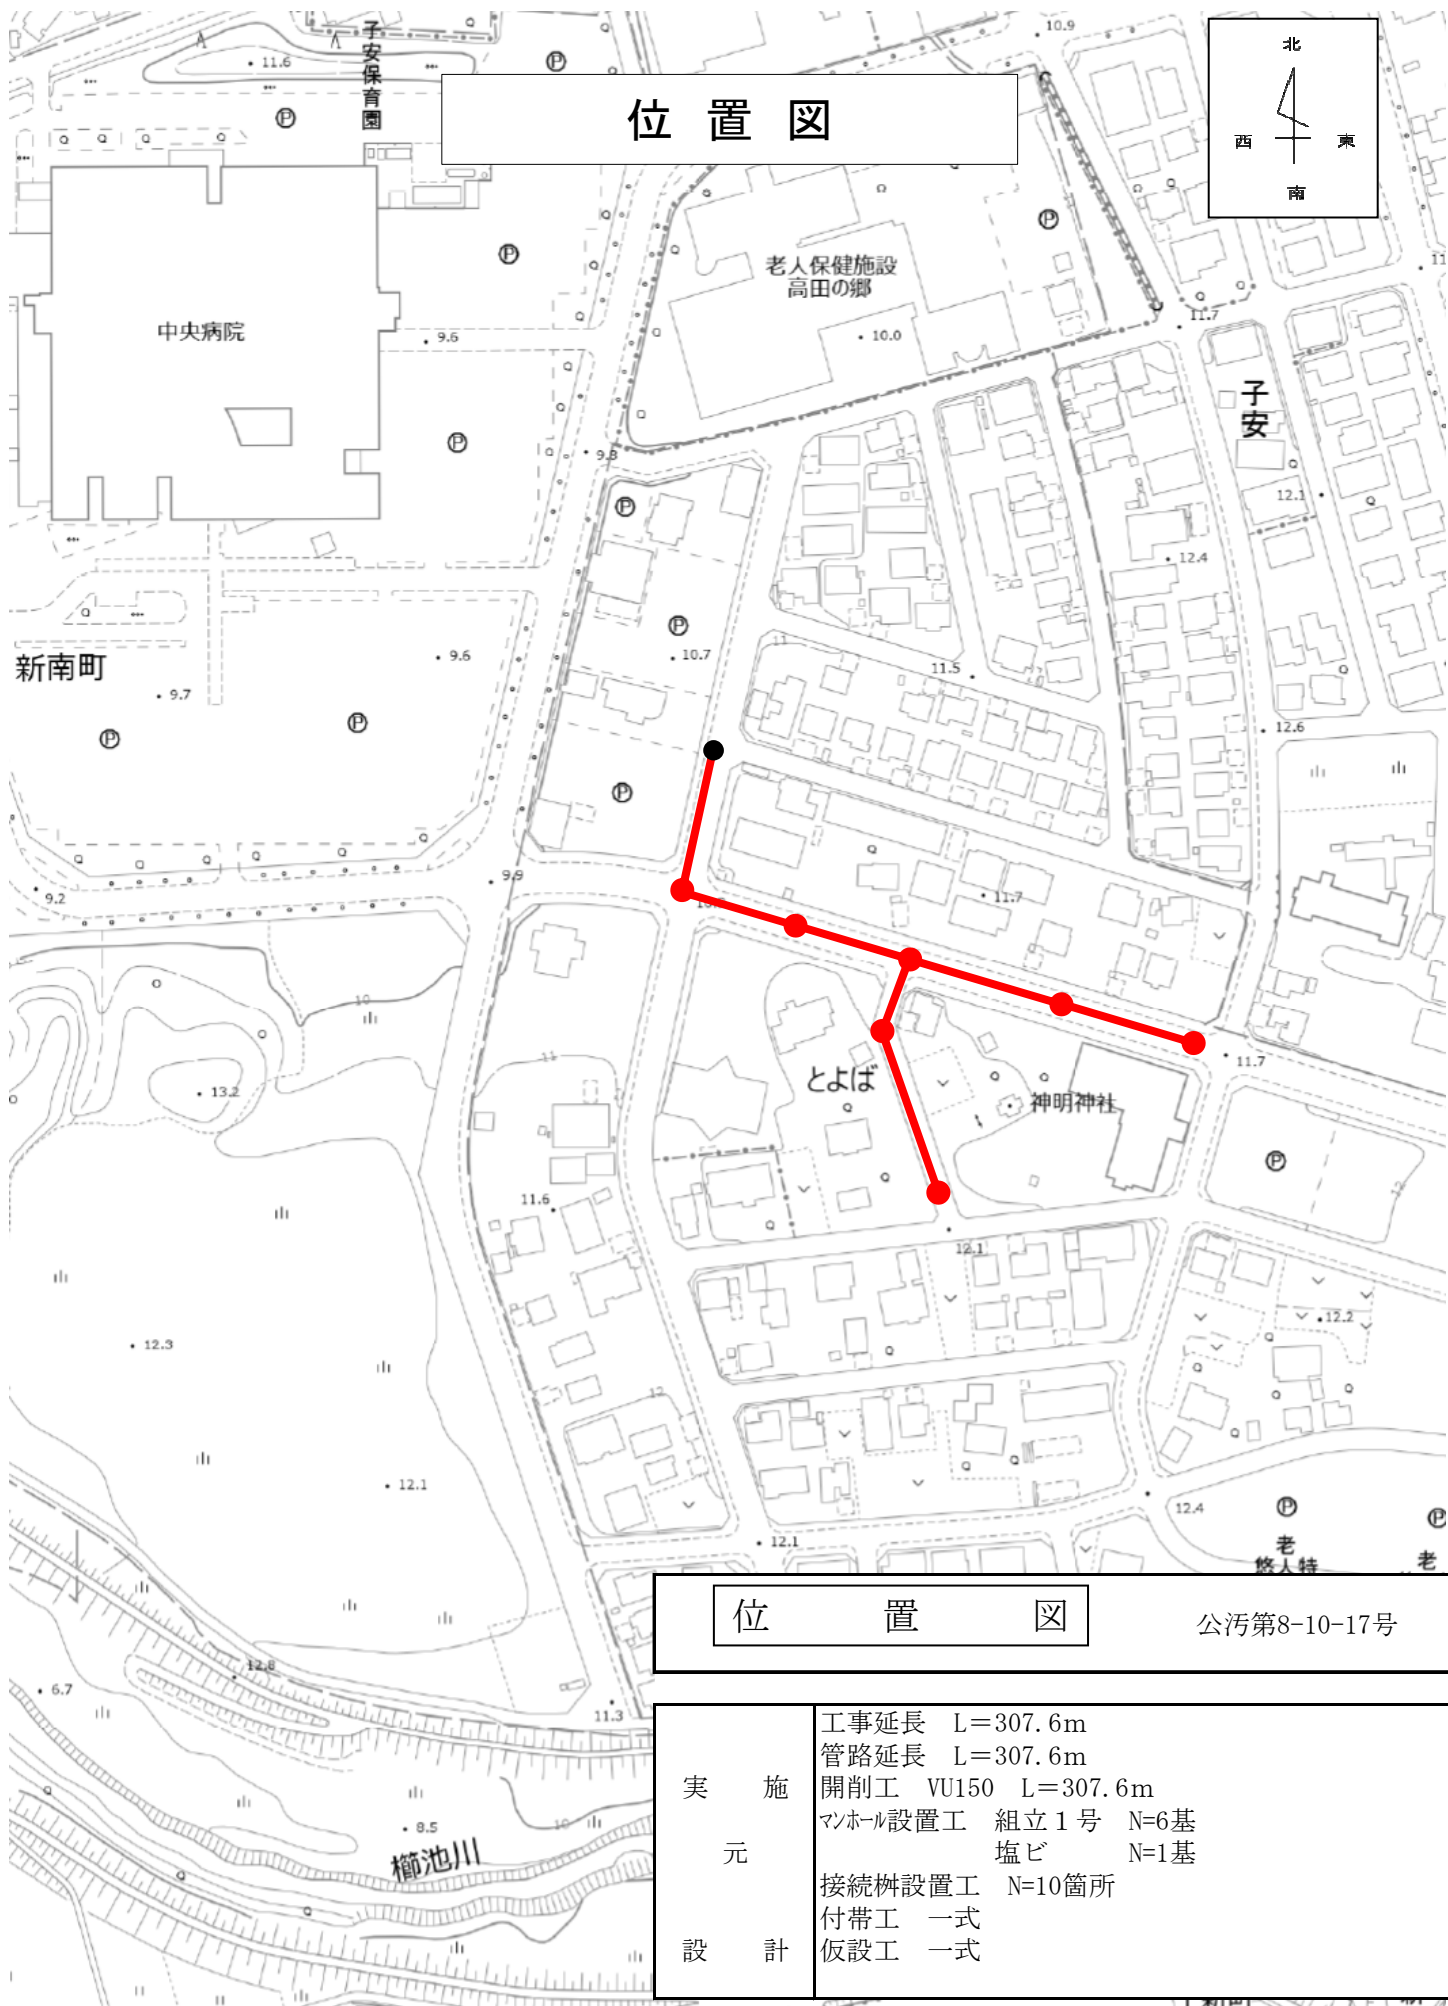 10.9
北
子安保育園
11.6
位置図
西 東
南
老人保健施設
高田の郷
11.7
中央病院
9.6
10.0
子安
9.3
12.1
12.4
新南町
9.6
10.7
11
11.5
9.7
12.6
9.9
9.2
11.7
10
11
11.7
13.2
とよば
神明神社
11.6
12.1
12.3
12.2
12
12.1
12.4
12.1
老
老
位置図
公汚第8-10-17号
12.8
6.7
11.3
工事延長 L=307.6m
管路延長 L=307.6m
実施
開削工 VU150 L=307.6m
マンホール設置工 組立1号 N=6基
8.5
10
元
塩ビ N=1基
櫛池川
接続桝設置工 N=10箇所
付帯工 一式
設計
仮設工 一式